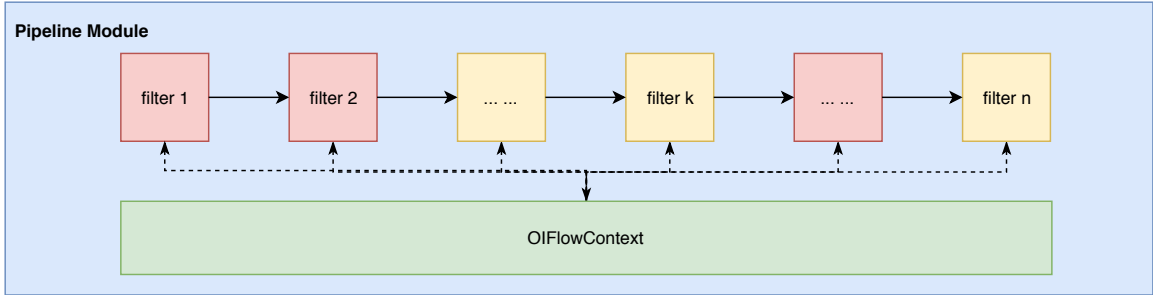 Pipeline Module
filter 1
filter 2
... ...
filter k
... ...
filter n
OIFlowContext